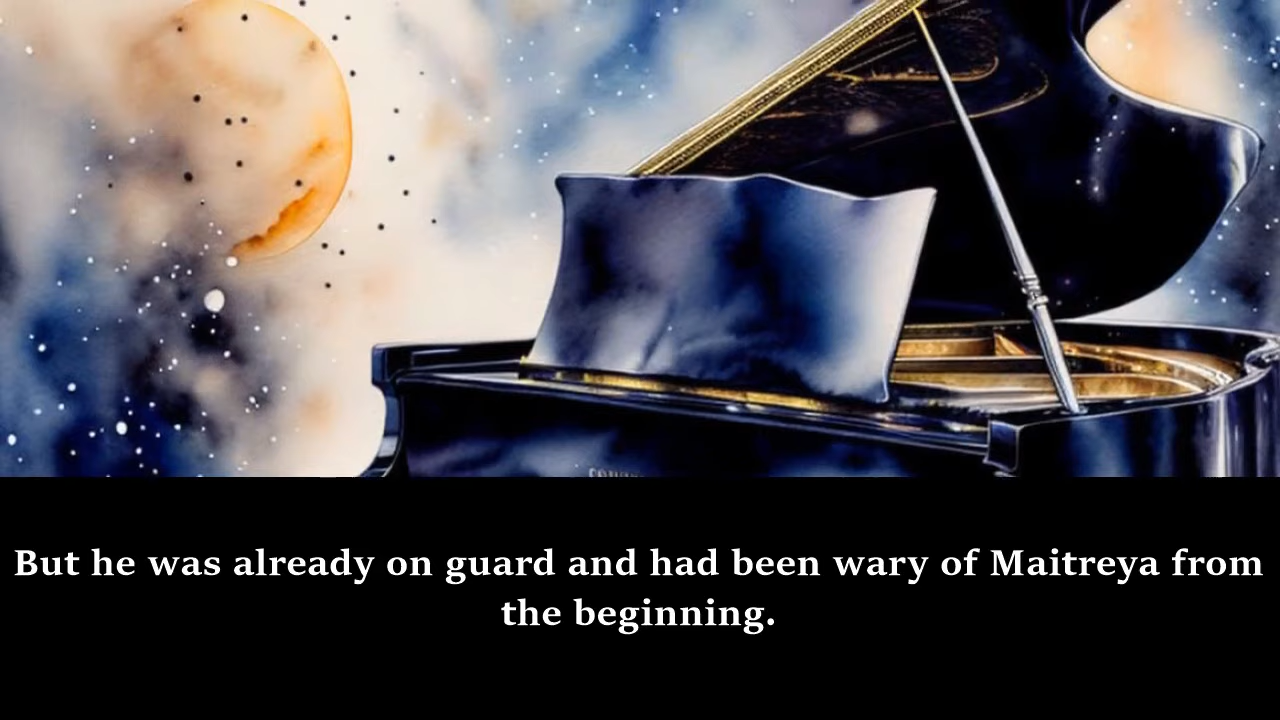 But he was already on guard and had been wary of Maitreya from
the beginning.